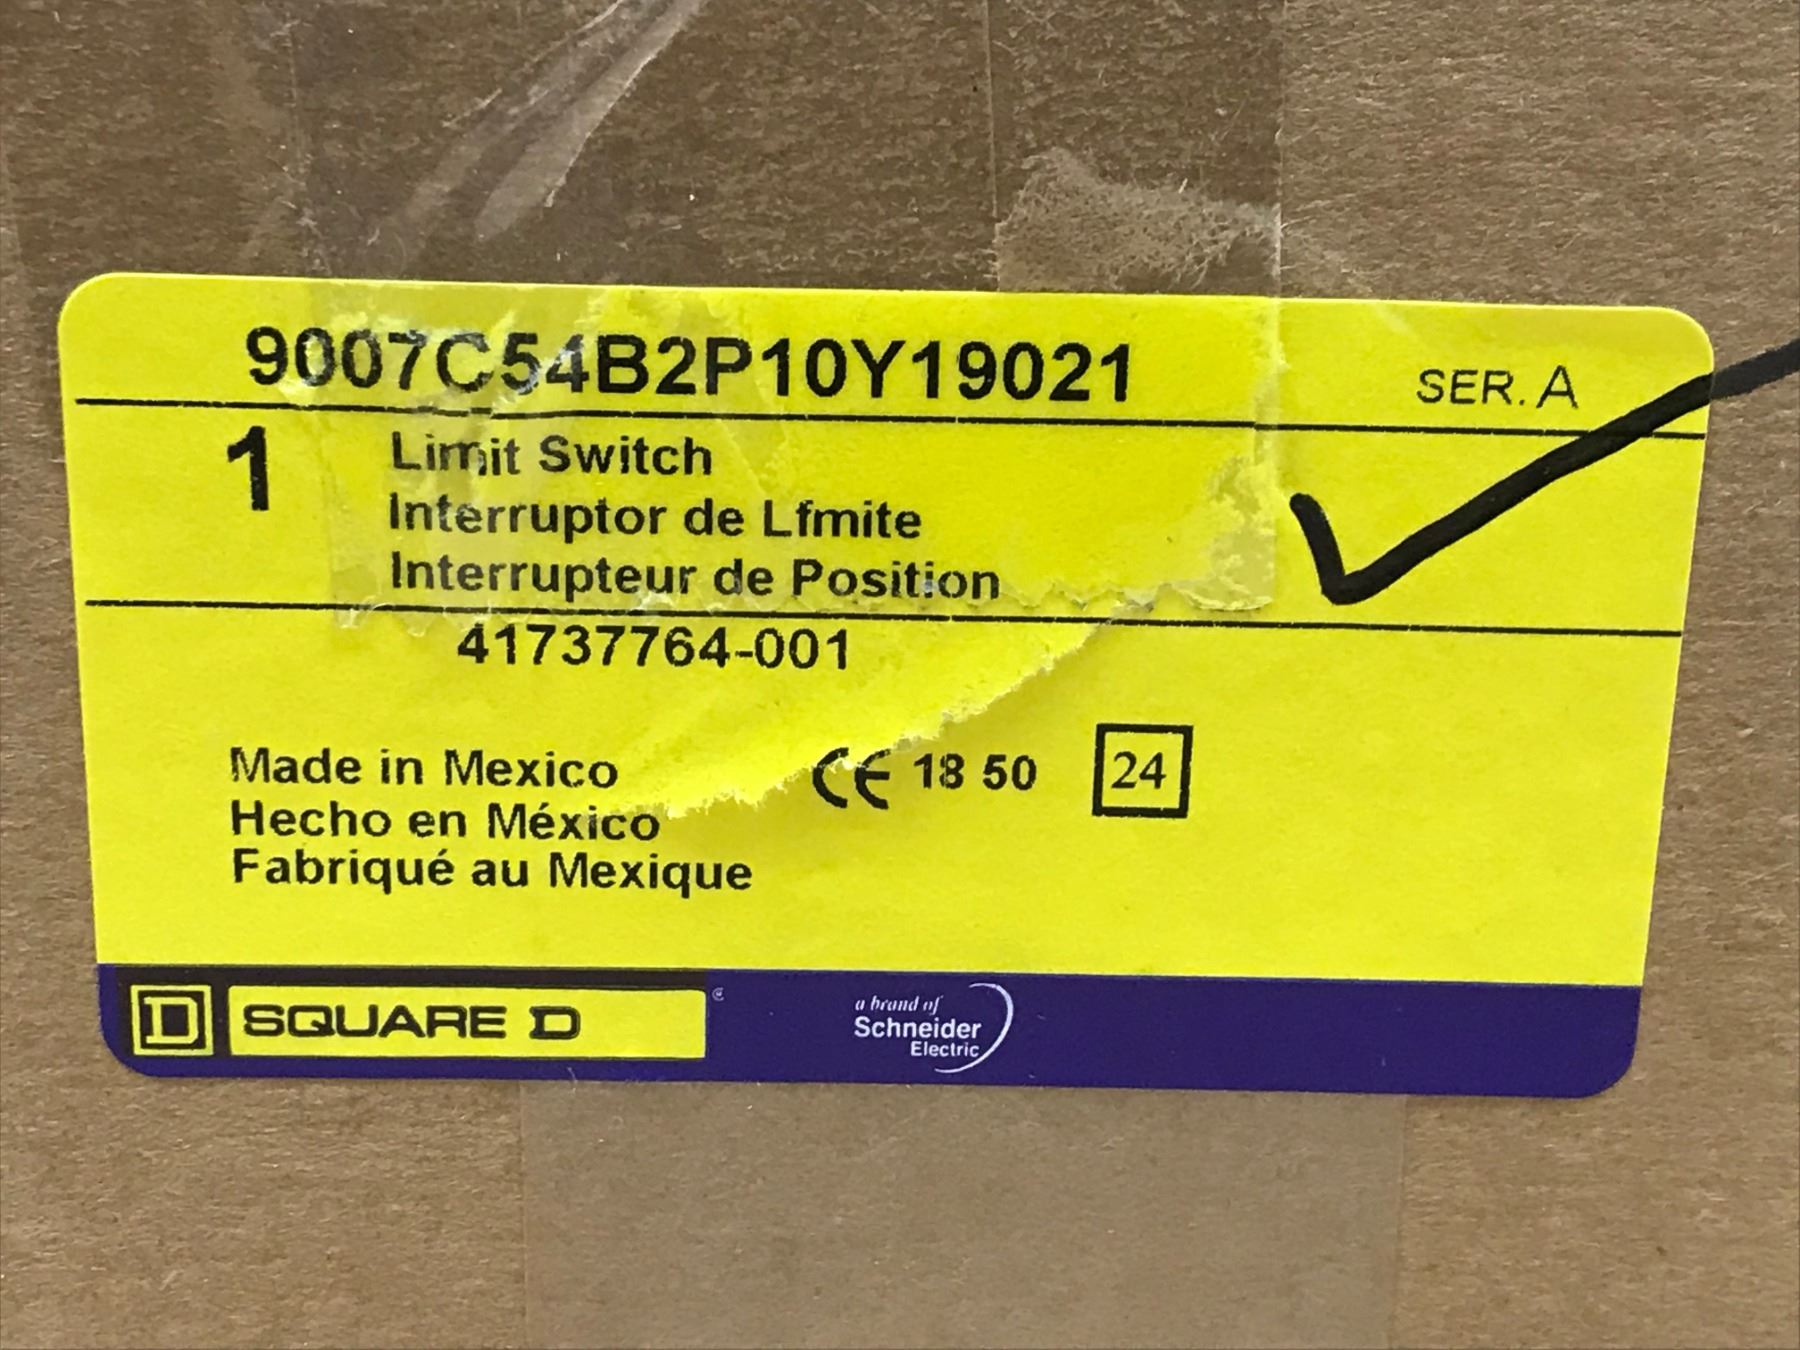 9007C54B2P10Y19021 SER. A
1 Limit Switch
Interruptor de Lfmite
Interrupteur de Position
41737764-001
Made in Mexico CE 18 50 24
Hecho en México
Fabriqué au Mexique
D SQUARE D
a brand of
Schneider
Electric